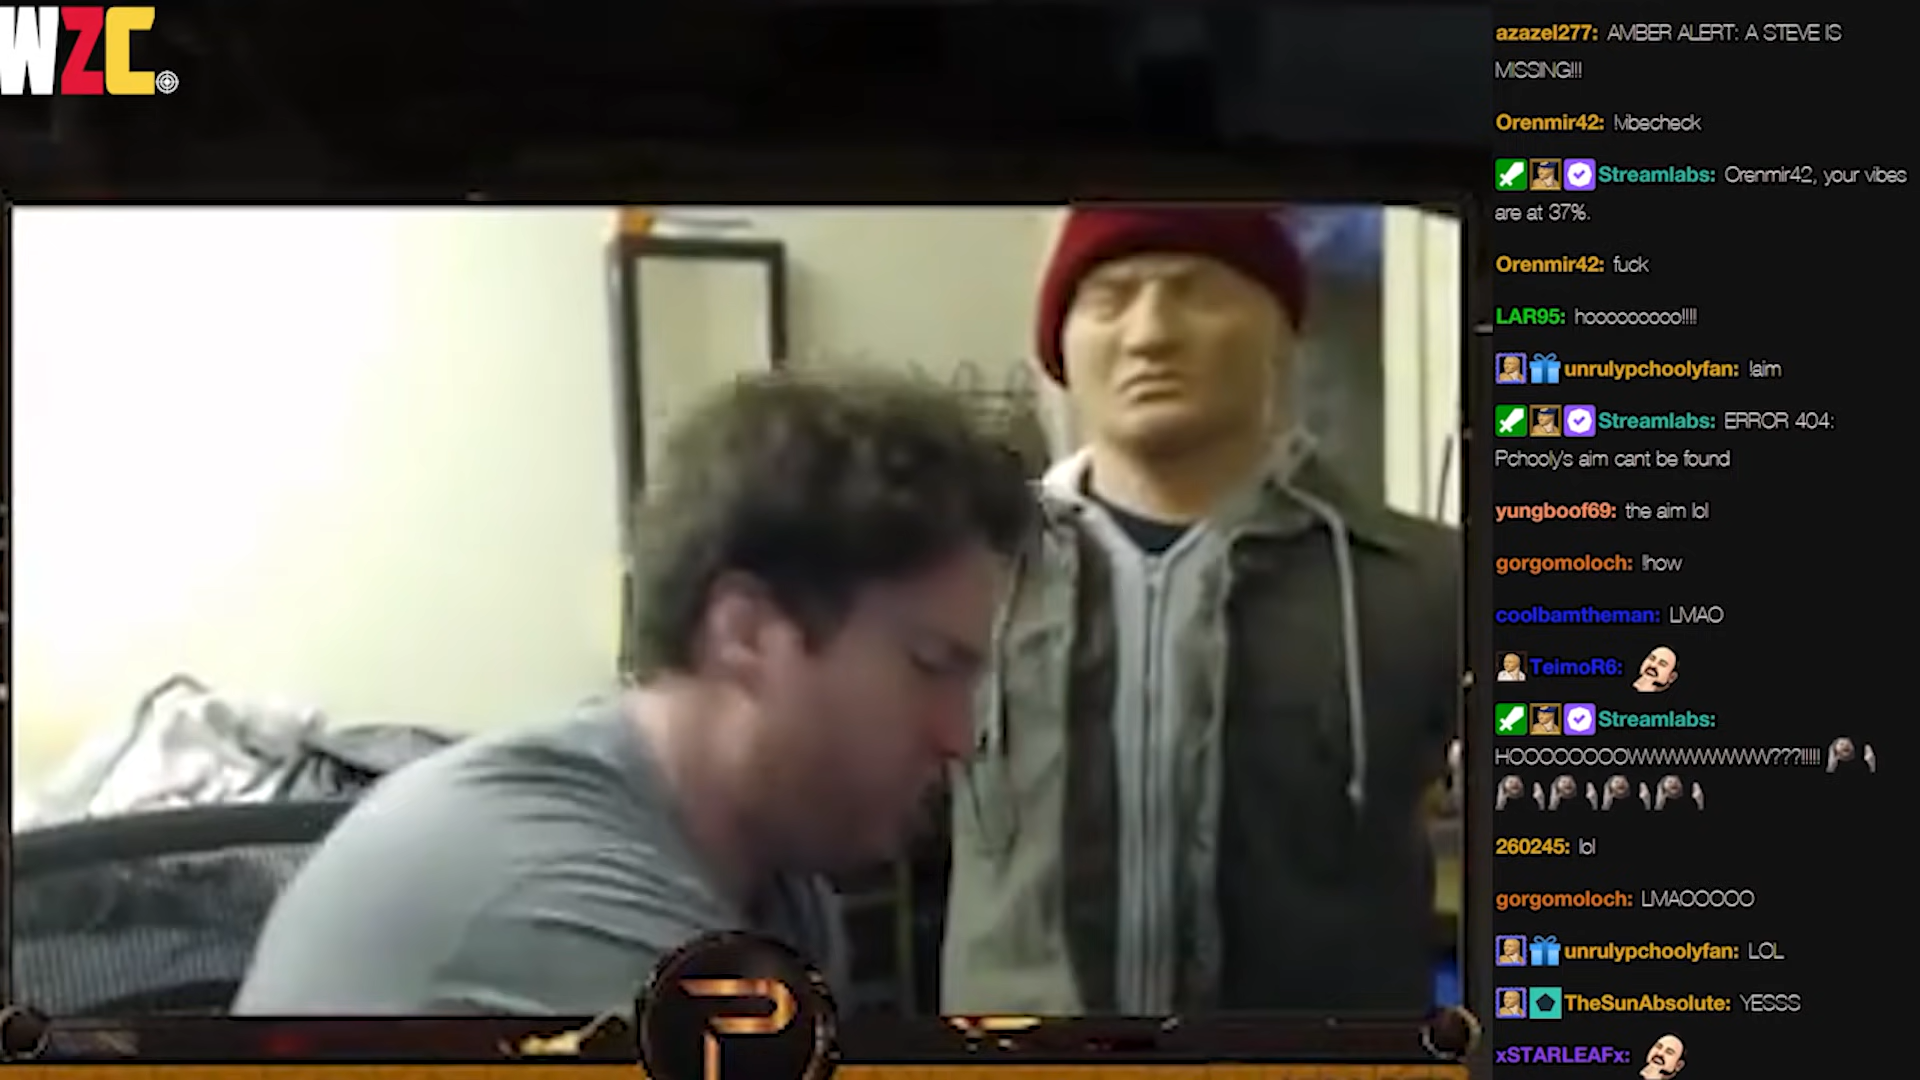 WZC
azazel277: AMBER ALERT: A STEVE IS
MISSING!!!
Orenmir42: !vibecheck
Streamlabs: Orenmir42, your vibes
are at 37%.
Orenmir42: fuck
LAR95: hooooooooo!!!!
unrulypchoolyfan: !aim
Streamlabs: ERROR 404:
Pchooly's aim cant be found
yungboof69: the aim lol
gorgomoloch: !how
coolbamtheman: LMAO
TeimoR6:
Streamlabs:
HOOOOOOOOWWWWWWWWWW???!!!!!
260245: lol
gorgomoloch: LMAOOOOO
unrulypchoolyfan: LOL
TheSunAbsolute: YESSS
xSTARLEAFx:
P